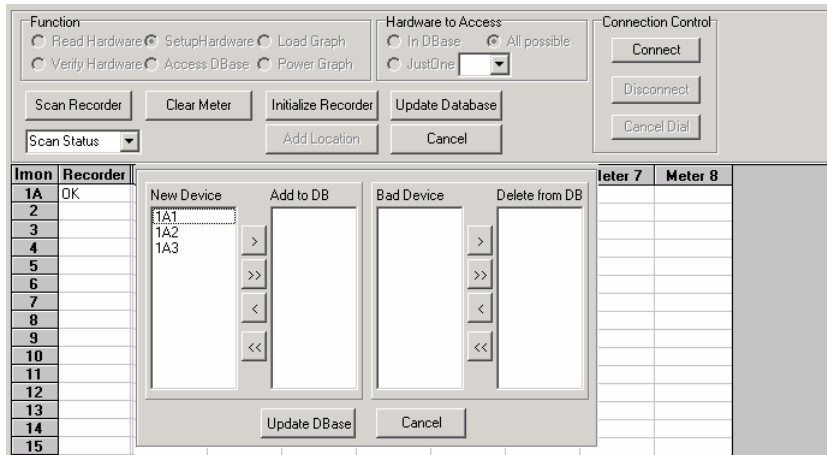 Function
Read Hardware SetupHardware Load Graph
Verify Hardware Access DBase Power Graph
Hardware to Access
In DBase All possible
JustOne
Connection Control
Connect
Disconnect
Cancel Dial
Scan Recorder Clear Meter Initialize Recorder Update Database
Scan Status Add Location Cancel
Imon Recorder
1A OK
2
3
4
5
6
7
8
9
10
11
12
13
14
15
New Device Add to DB Bad Device Delete from DB
1A1
1A2
1A3
> >
>> >>
< <
<< <<
Update DBase Cancel
Meter 8